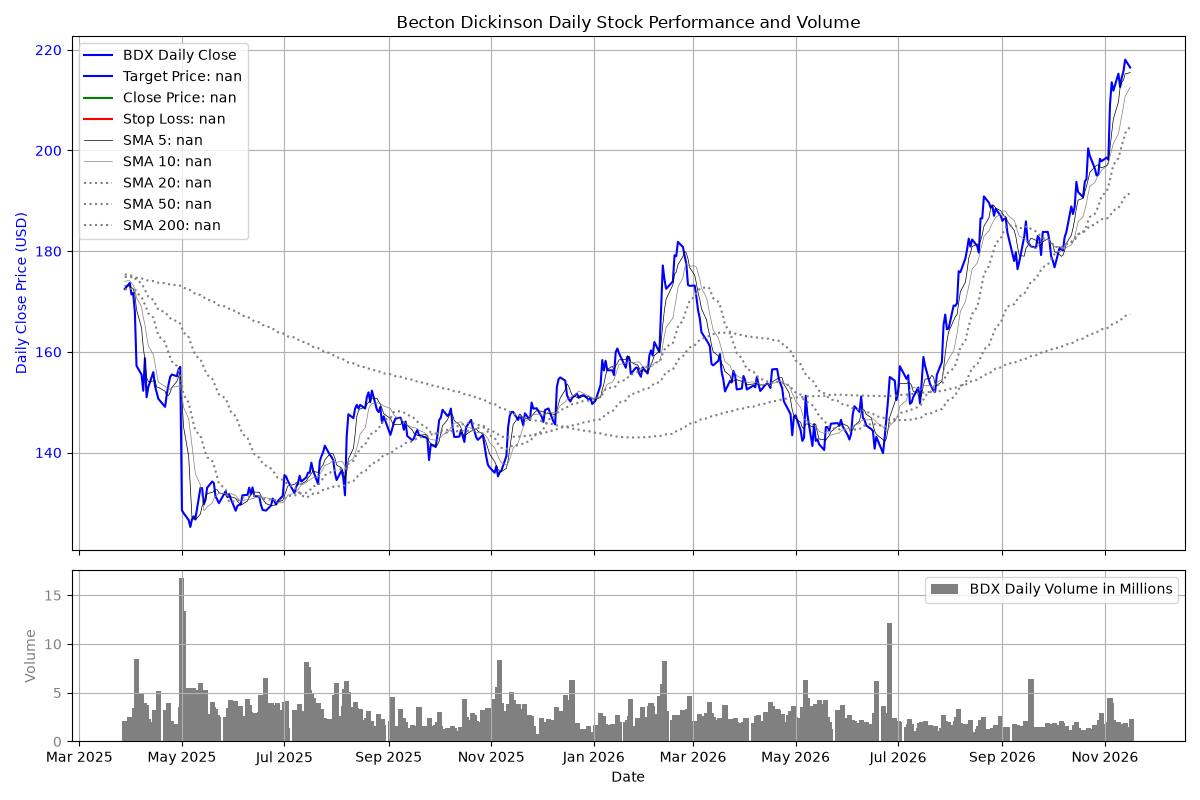 Becton Dickinson Daily Stock Performance and Volume
BDX Daily Close
Target Price: nan
Close Price: nan
Stop Loss: nan
SMA 5: nan
SMA 10: nan
SMA 20: nan
SMA 50: nan
SMA 200: nan
Daily Close Price (USD)
220
200
180
160
140
BDX Daily Volume in Millions
Volume
15
10
5
0
Mar 2025 May 2025 Jul 2025 Sep 2025 Nov 2025 Jan 2026 Mar 2026 May 2026 Jul 2026 Sep 2026 Nov 2026
Date